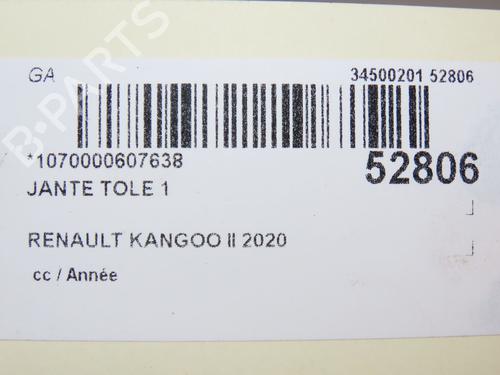 GA
34500201 52806
*1070000607638
52806
JANTE TOLE 1
RENAULT KANGOO II 2020
cc / Année
B-PARTS